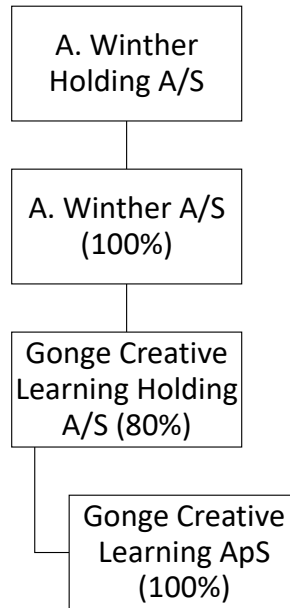 A. Winther
Holding A/S
A. Winther A/S
(100%)
Gonge Creative
Learning Holding
A/S (80%)
Gonge Creative
Learning ApS
(100%)